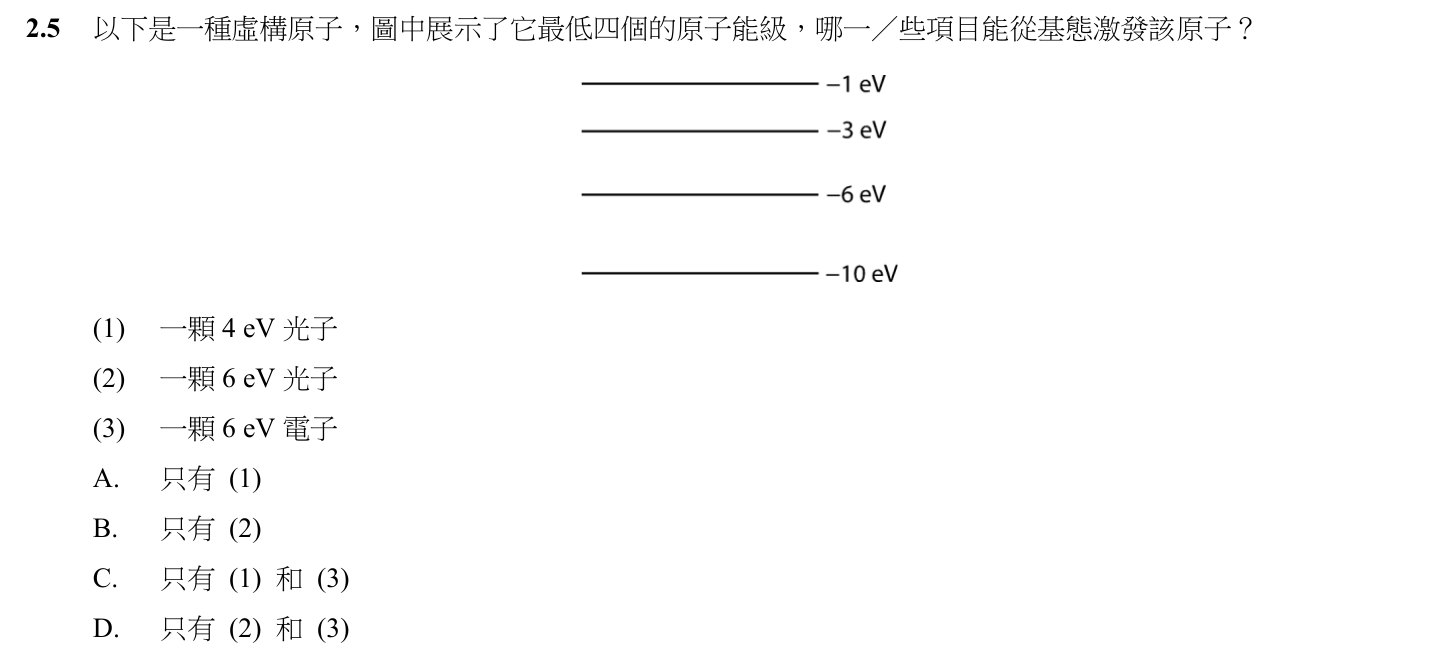 2.5 以下是一種虛構原子，圖中展示了它最低四個的原子能級，哪一／些項目能從基態激發該原子？
−1 eV
−3 eV
−6 eV
−10 eV
(1) 一顆 4 eV 光子
(2) 一顆 6 eV 光子
(3) 一顆 6 eV 電子
A. 只有 (1)
B. 只有 (2)
C. 只有 (1) 和 (3)
D. 只有 (2) 和 (3)